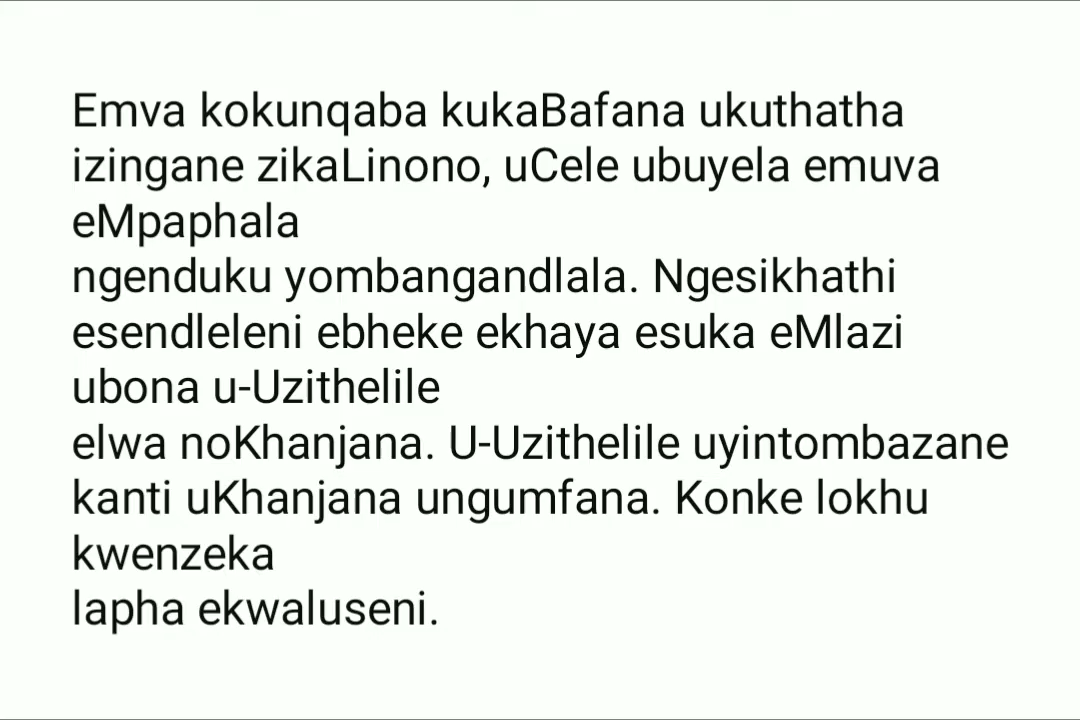 Emva kokunqaba kukaBafana ukuthatha
izingane zikaLinono, uCele ubuyela emuva
eMpaphala
ngenduku yombangandlala. Ngesikhathi
esendleleni ebheke ekhaya esuka eMlazi
ubona u-Uzithelile
elwa noKhanjana. U-Uzithelile uyintombazane
kanti uKhanjana ungumfana. Konke lokhu
kwenzeka
lapha ekwaluseni.